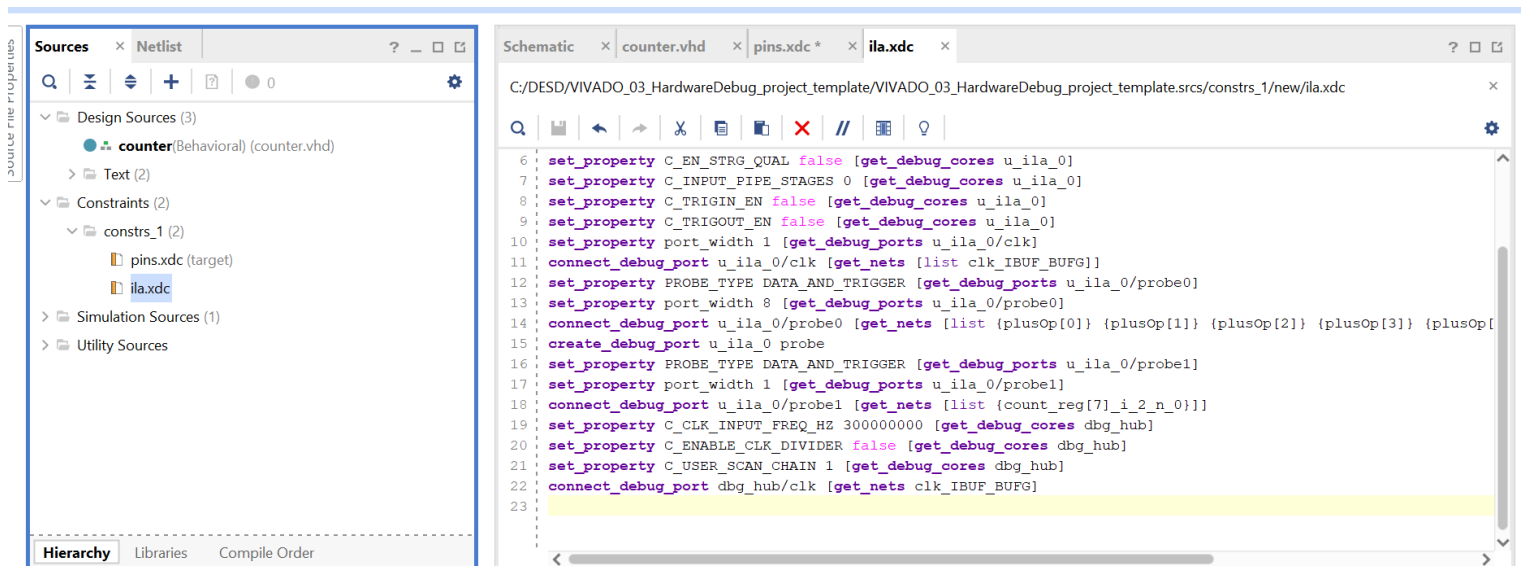 Source File Properties
Sources × Netlist ? _
Schematic × counter.vhd × pins.xdc * × ila.xdc × ?
0
C:/DESD/VIVADO_03_HardwareDebug_project_template/VIVADO_03_HardwareDebug_project_template.srcs/constrs_1/new/ila.xdc ×
Design Sources (3)
counter(Behavioral) (counter.vhd)
Text (2)
Constraints (2)
constrs_1 (2)
pins.xdc (target)
ila.xdc
Simulation Sources (1)
Utility Sources
Hierarchy Libraries Compile Order
6 set_property C_EN_STRG_QUAL false [get_debug_cores u_ila_0]
7 set_property C_INPUT_PIPE_STAGES 0 [get_debug_cores u_ila_0]
8 set_property C_TRIGIN_EN false [get_debug_cores u_ila_0]
9 set_property C_TRIGOUT_EN false [get_debug_cores u_ila_0]
10 set_property port_width 1 [get_debug_ports u_ila_0/clk]
11 connect_debug_port u_ila_0/clk [get_nets [list clk_IBUF_BUFG]]
12 set_property PROBE_TYPE DATA_AND_TRIGGER [get_debug_ports u_ila_0/probe0]
13 set_property port_width 8 [get_debug_ports u_ila_0/probe0]
14 connect_debug_port u_ila_0/probe0 [get_nets [list {plusOp[0]} {plusOp[1]} {plusOp[2]} {plusOp[3]} {plusOp[
15 create_debug_port u_ila_0 probe
16 set_property PROBE_TYPE DATA_AND_TRIGGER [get_debug_ports u_ila_0/probe1]
17 set_property port_width 1 [get_debug_ports u_ila_0/probe1]
18 connect_debug_port u_ila_0/probe1 [get_nets [list {count_reg[7]_i_2_n_0}]]
19 set_property C_CLK_INPUT_FREQ_HZ 300000000 [get_debug_cores dbg_hub]
20 set_property C_ENABLE_CLK_DIVIDER false [get_debug_cores dbg_hub]
21 set_property C_USER_SCAN_CHAIN 1 [get_debug_cores dbg_hub]
22 connect_debug_port dbg_hub/clk [get_nets clk_IBUF_BUFG]
23